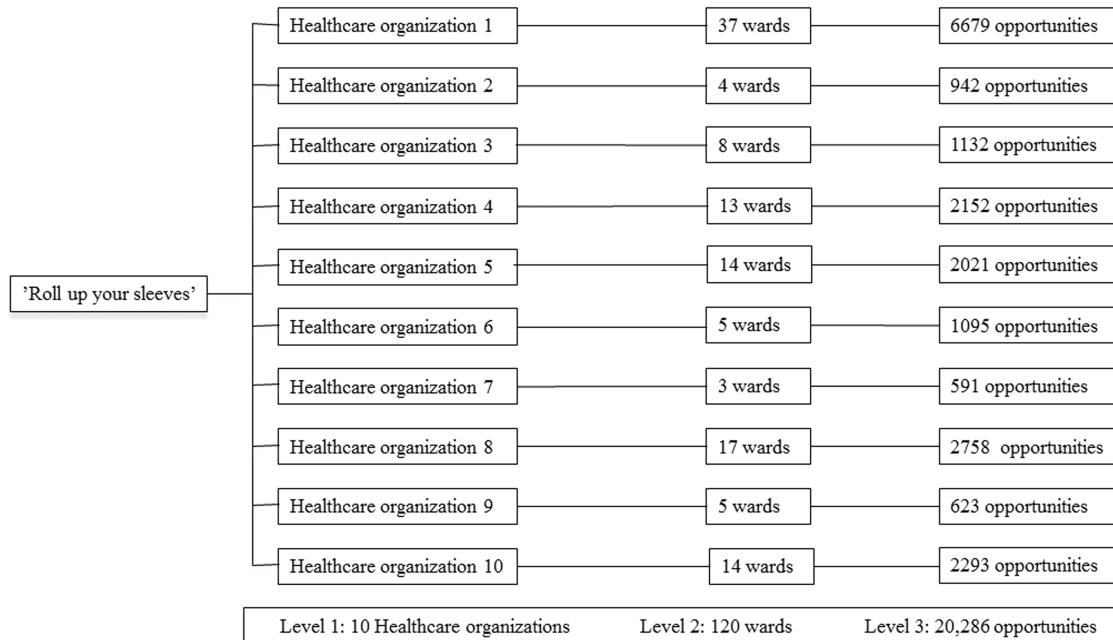 Healthcare organization 1 37 wards 6679 opportunities
Healthcare organization 2 4 wards 942 opportunities
Healthcare organization 3 8 wards 1132 opportunities
Healthcare organization 4 13 wards 2152 opportunities
Healthcare organization 5 14 wards 2021 opportunities
’Roll up your sleeves’
Healthcare organization 6 5 wards 1095 opportunities
Healthcare organization 7 3 wards 591 opportunities
Healthcare organization 8 17 wards 2758 opportunities
Healthcare organization 9 5 wards 623 opportunities
Healthcare organization 10 14 wards 2293 opportunities
Level 1: 10 Healthcare organizations Level 2: 120 wards Level 3: 20,286 opportunities